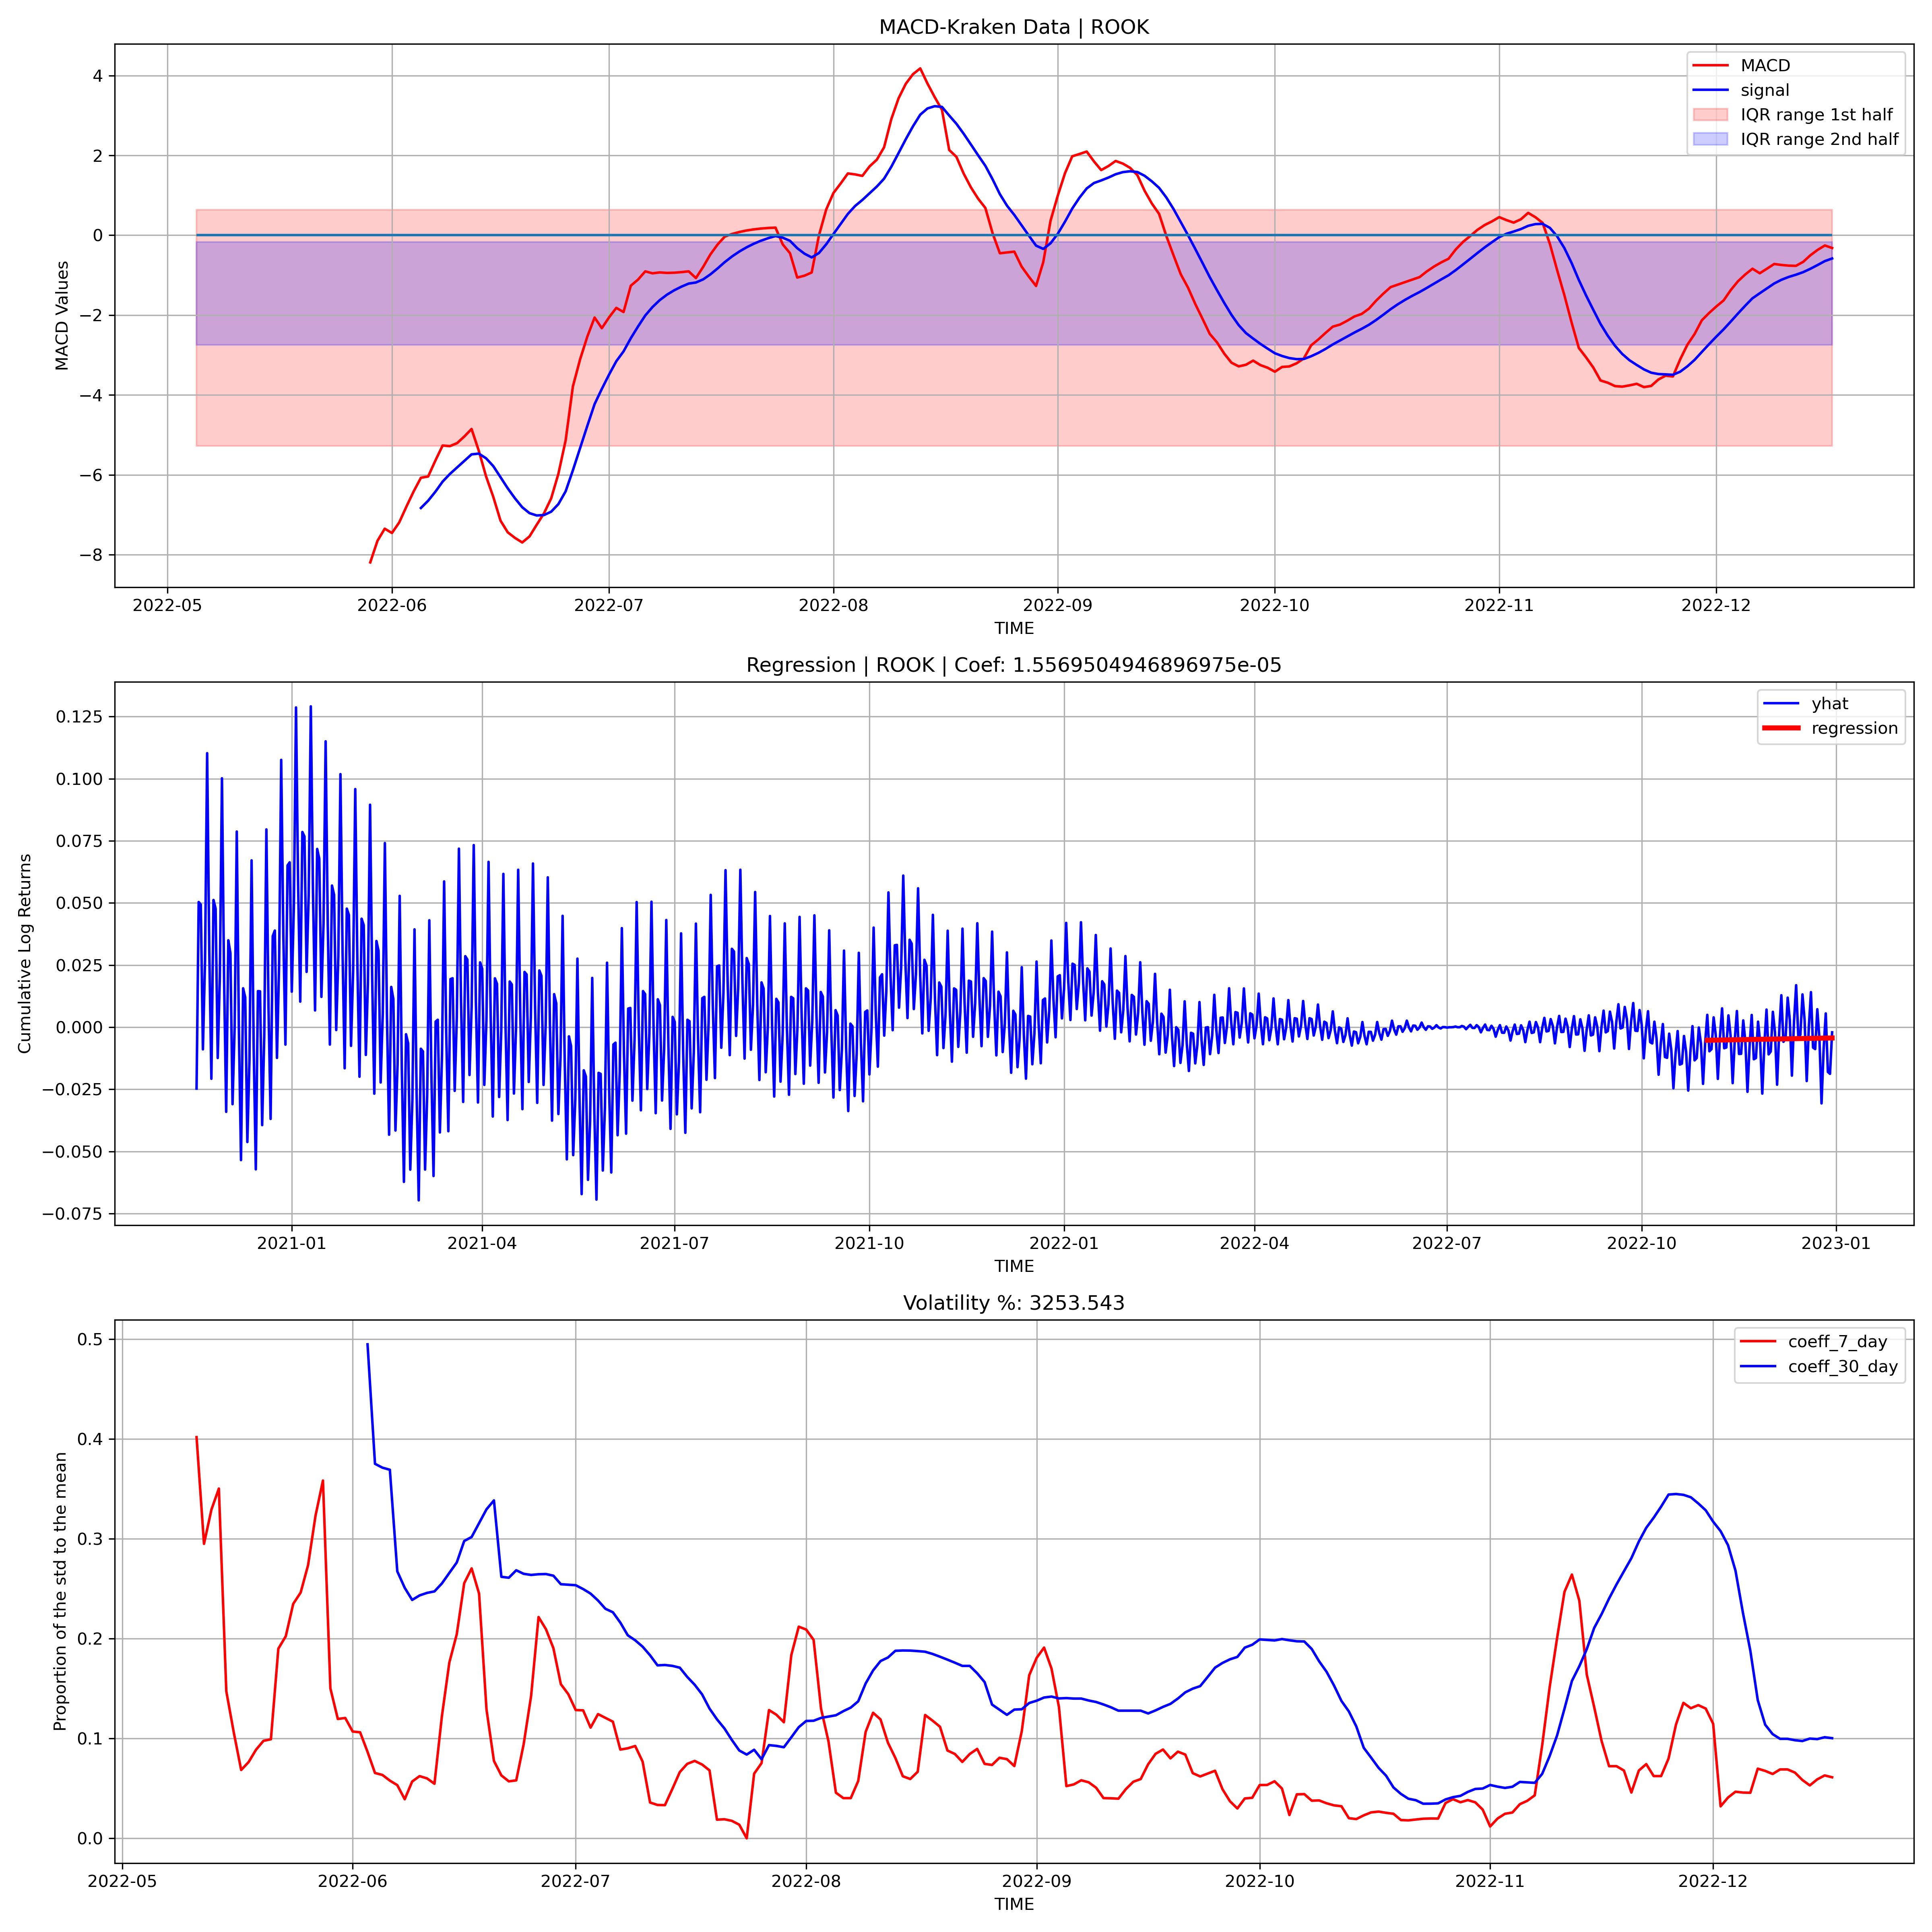 MACD-Kraken Data | ROOK
MACD
signal
IQR range 1st half
IQR range 2nd half
4
2
0
−2
−4
−6
−8
MACD Values
2022-05 2022-06 2022-07 2022-08 2022-09 2022-10 2022-11 2022-12
TIME
Regression | ROOK | Coef: 1.5569504946896975e-05
yhat
regression
0.125
0.100
0.075
0.050
0.025
0.000
−0.025
−0.050
−0.075
Cumulative Log Returns
2021-01 2021-04 2021-07 2021-10 2022-01 2022-04 2022-07 2022-10 2023-01
TIME
Volatility %: 3253.543
coeff_7_day
coeff_30_day
0.5
0.4
0.3
0.2
0.1
0.0
Proportion of the std to the mean
2022-05 2022-06 2022-07 2022-08 2022-09 2022-10 2022-11 2022-12
TIME